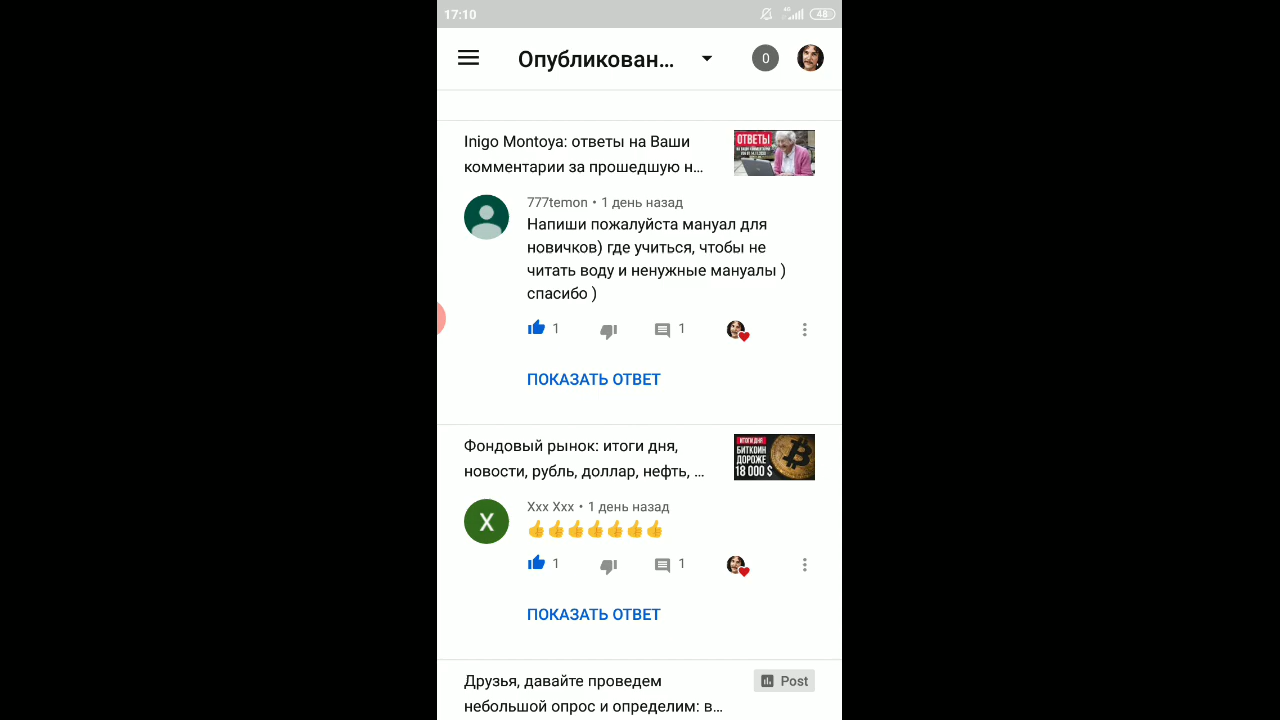 17:10
4G
48
Опубликован...
0
Inigo Montoya: ответы на Ваши
комментарии за прошедшую н...
ОТВЕТЫ
777temon • 1 день назад
Напиши пожалуйста мануал для
новичков) где учиться, чтобы не
читать воду и ненужные мануалы )
спасибо )
1
1
ПОКАЗАТЬ ОТВЕТ
Фондовый рынок: итоги дня,
новости, рубль, доллар, нефть, ...
ИТОГИ ДНЯ
БИТКОИН
ДОРОЖЕ
18 000 $
Xxx Xxx • 1 день назад
X
👍👍👍👍👍👍👍
1
1
ПОКАЗАТЬ ОТВЕТ
Друзья, давайте проведем
небольшой опрос и определим: в...
Post